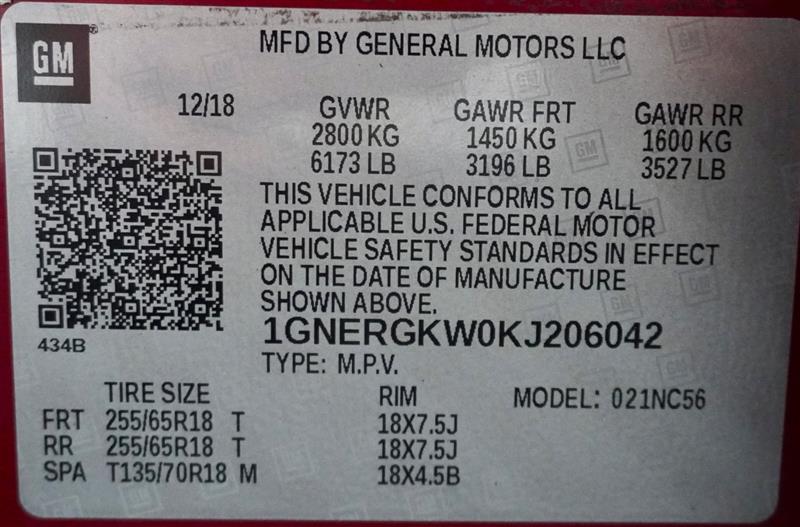 GM
MFD BY GENERAL MOTORS LLC
12/18 GVWR GAWR FRT GAWR RR
2800 KG 1450 KG 1600 KG
6173 LB 3196 LB 3527 LB
THIS VEHICLE CONFORMS TO ALL
APPLICABLE U.S. FEDERAL MOTOR
VEHICLE SAFETY STANDARDS IN EFFECT
ON THE DATE OF MANUFACTURE
SHOWN ABOVE.
434B
1GNERGKW0KJ206042
TYPE: M.P.V.
TIRE SIZE RIM MODEL: 021NC56
FRT 255/65R18 T 18X7.5J
RR 255/65R18 T 18X7.5J
SPA T135/70R18 M 18X4.5B